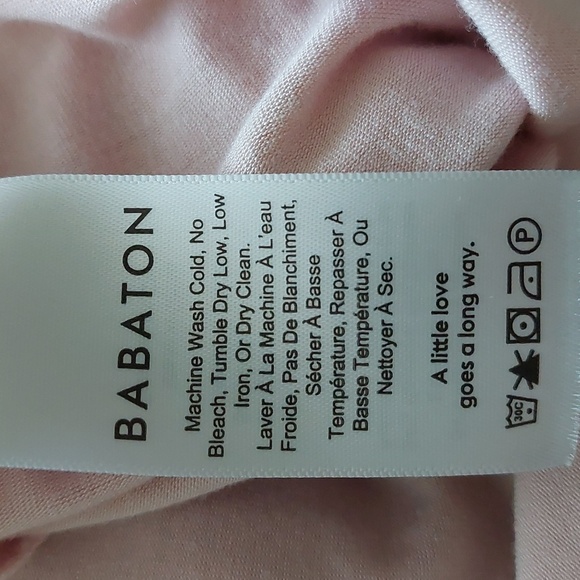 BABATON
Machine Wash Cold, No
Bleach, Tumble Dry Low, Low
Iron, Or Dry Clean.
Laver À La Machine À L'eau
Froide, Pas De Blanchiment,
Sécher À Basse
Température, Repasser À
Basse Température, Ou
Nettoyer À Sec.
A little love
goes a long way.
30C P